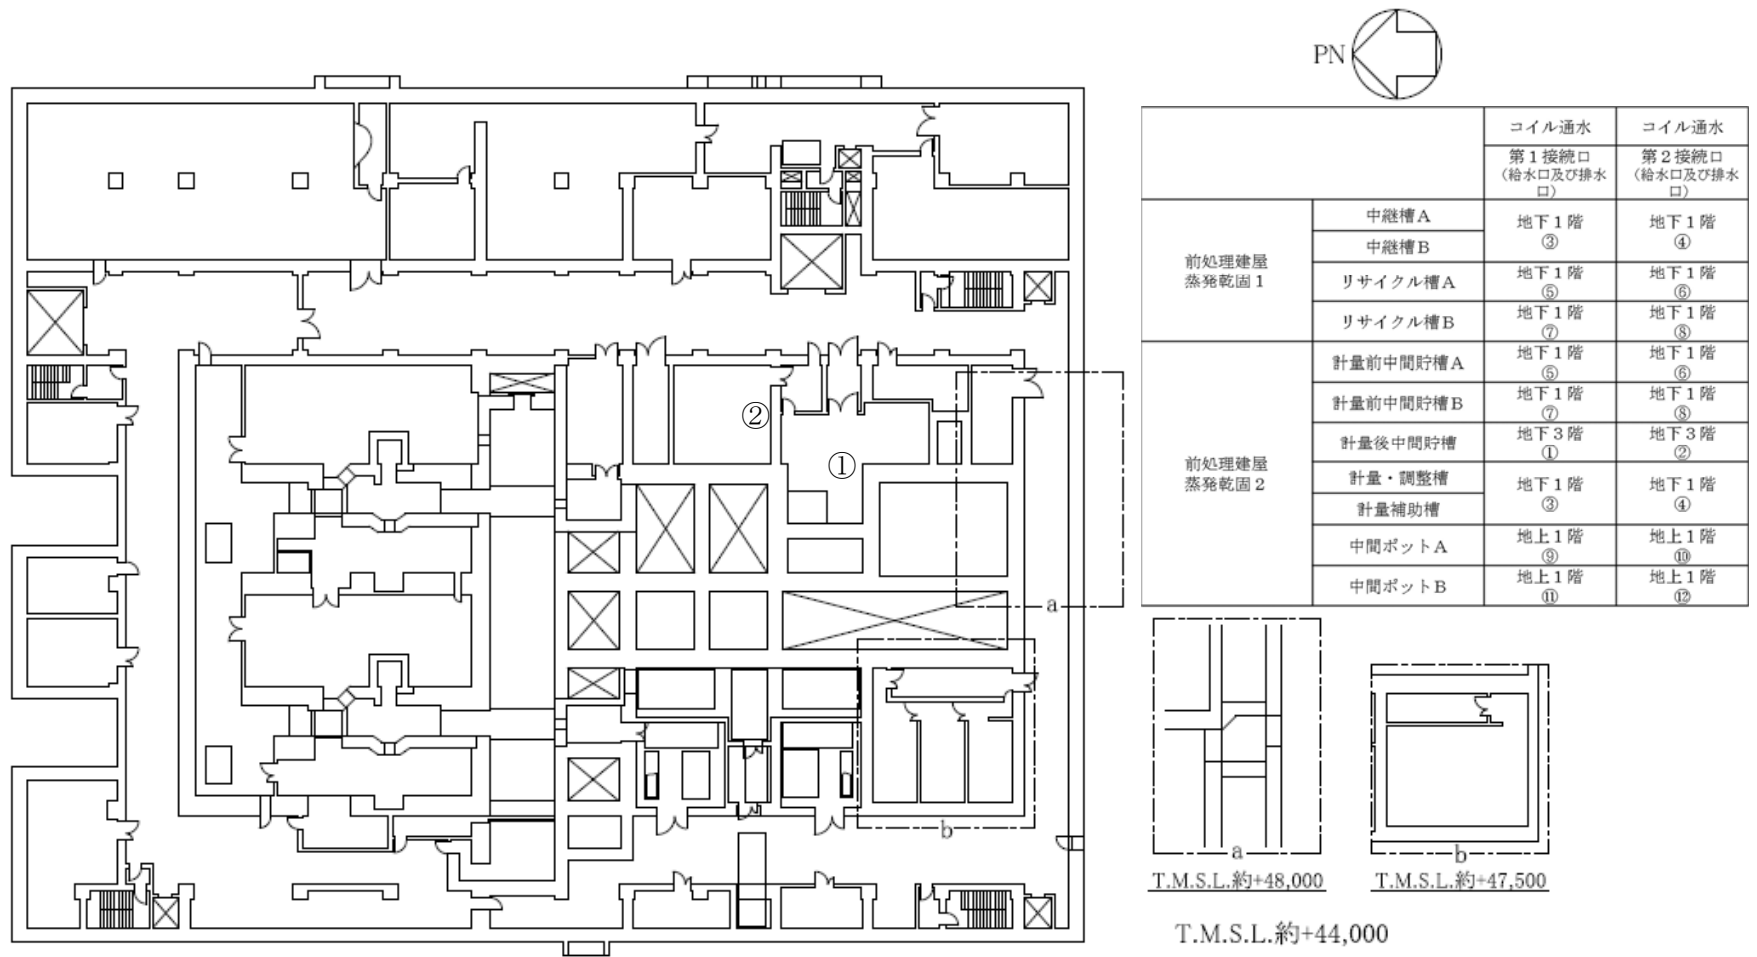 PN
コイル通水 コイル通水
第1接続口 第2接続口
(給水口及び排水 (給水口及び排水
口) 口)
前処理建屋
蒸発乾固1
中継槽A 地下1階 地下1階
中継槽B ③ ④
リサイクル槽A 地下1階 地下1階
⑤ ⑥
リサイクル槽B 地下1階 地下1階
⑦ ⑧
前処理建屋
蒸発乾固2
計量前中間貯槽A 地下1階 地下1階
⑤ ⑥
計量前中間貯槽B 地下1階 地下1階
⑦ ⑧
計量後中間貯槽 地下3階 地下3階
① ②
計量・調整槽 地下1階 地下1階
計量補助槽 ③ ④
中間ポットA 地上1階 地上1階
⑨ ⑩
中間ポットB 地上1階 地上1階
⑪ ⑫
②
①
a
b
a
T.M.S.L.約+48,000
b
T.M.S.L.約+47,500
T.M.S.L.約+44,000